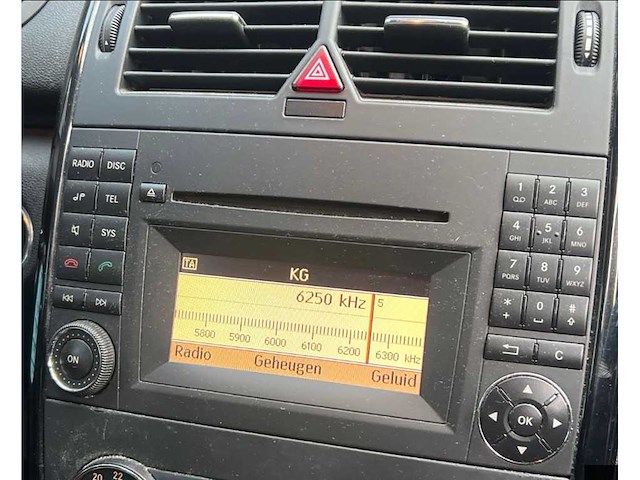 RADIO DISC
TEL
SYS
ON
TA
KG
6250 kHz 5
5800 5900 6000 6100 6200 6300 kHz
Radio Geheugen Geluid
1 2 ABC 3 DEF
4 GHI 5 JKL 6 MNO
7 PQRS 8 TUV 9 WXYZ
* + 0 #
C
OK
20 22